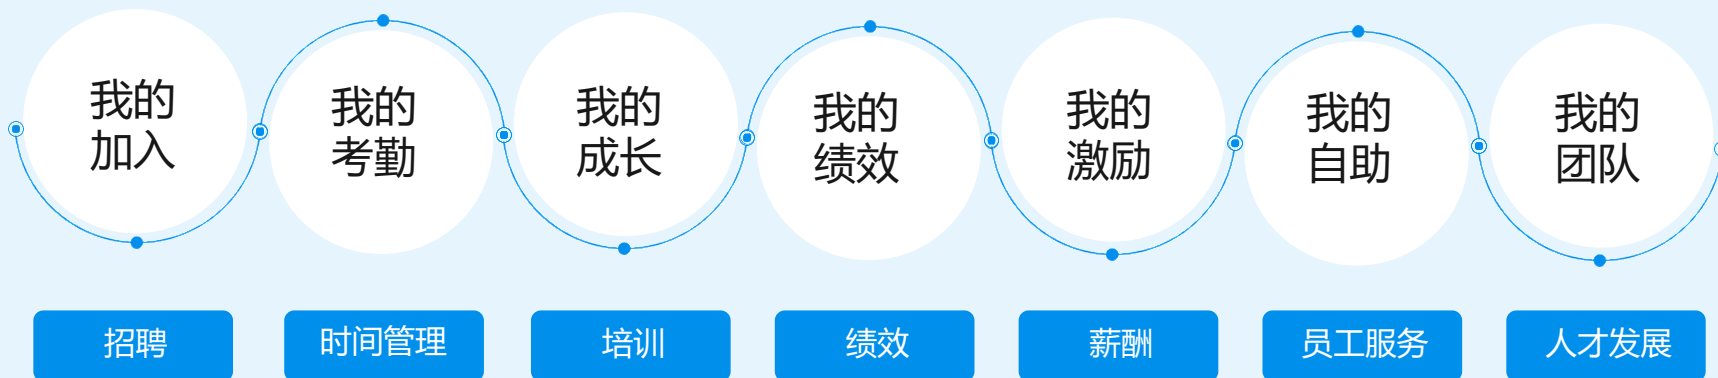 我的
加入
我的
考勤
我的
成长
我的
绩效
我的
激励
我的
自助
我的
团队
招聘
时间管理
培训
绩效
薪酬
员工服务
人才发展